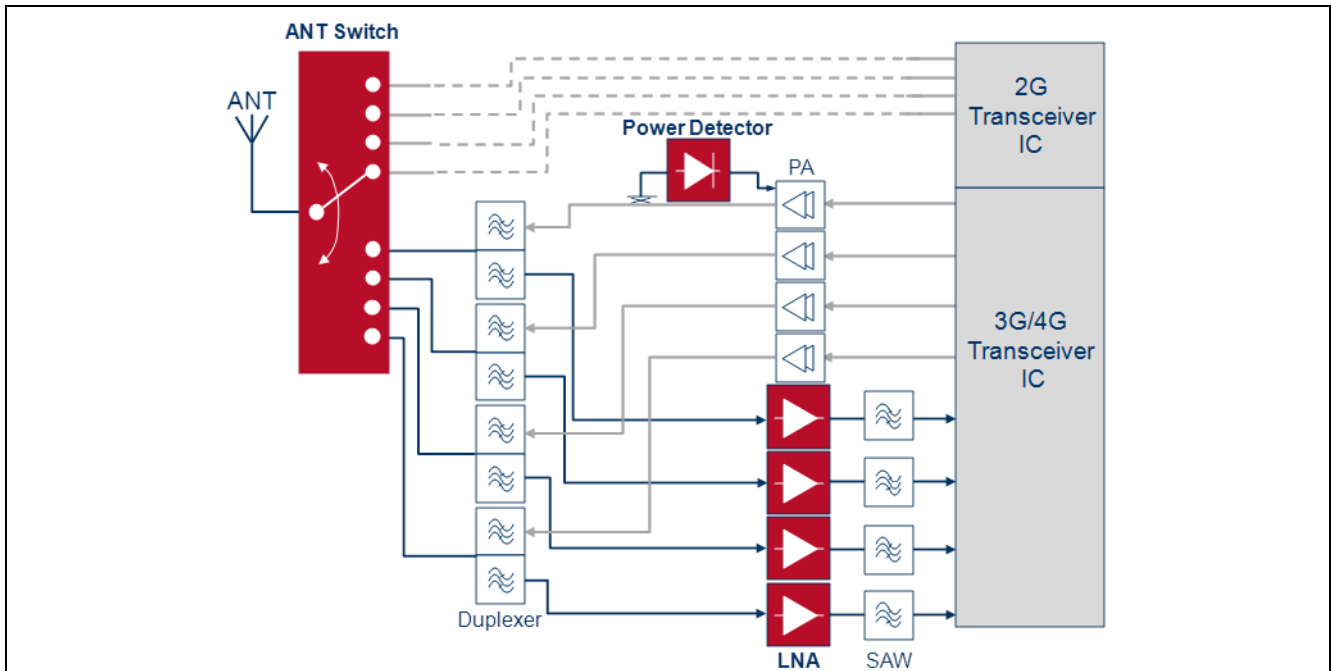 ANT Switch
ANT
2G
Transceiver
IC
Power Detector
PA
3G/4G
Transceiver
IC
Duplexer
LNA
SAW